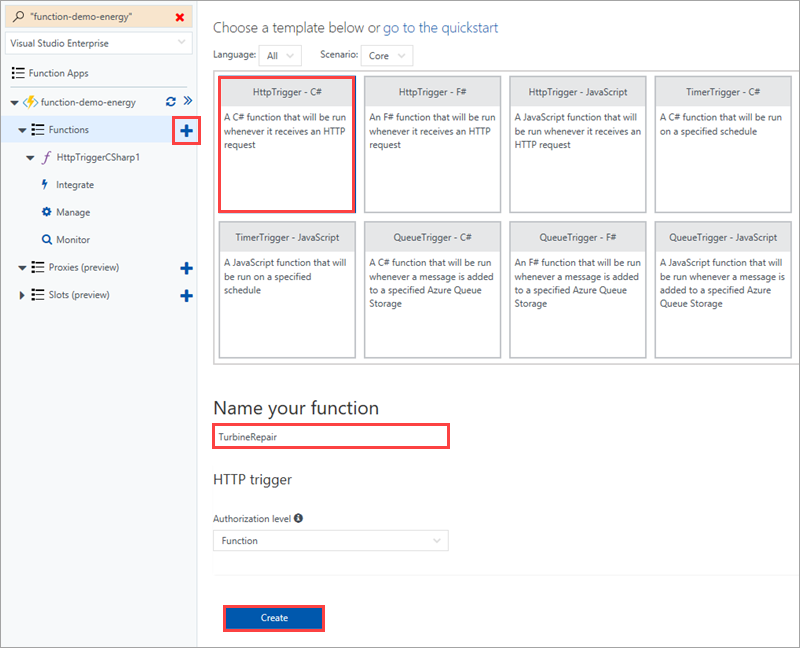 "function-demo-energy"
Visual Studio Enterprise
Function Apps
function-demo-energy
Functions
HttpTriggerCSharp1
Integrate
Manage
Monitor
Proxies (preview)
Slots (preview)
Choose a template below or go to the quickstart
Language: All Scenario: Core
HttpTrigger - C#
A C# function that will be run
whenever it receives an HTTP
request
HttpTrigger - F#
An F# function that will be run
whenever it receives an HTTP
request
HttpTrigger - JavaScript
A JavaScript function that will
be run whenever it receives an
HTTP request
TimerTrigger - C#
A C# function that will be run
on a specified schedule
TimerTrigger - JavaScript
A JavaScript function that will
be run on a specified
schedule
QueueTrigger - C#
A C# function that will be run
whenever a message is added
to a specified Azure Queue
Storage
QueueTrigger - F#
An F# function that will be run
whenever a message is added
to a specified Azure Queue
Storage
QueueTrigger - JavaScript
A JavaScript function that will
be run whenever a message is
added to a specified Azure
Queue Storage
Name your function
TurbineRepair
HTTP trigger
Authorization level
Function
Create